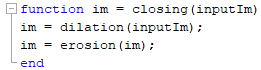 function im = closing(inputIm)
im = dilation(inputIm);
im = erosion(im);
end